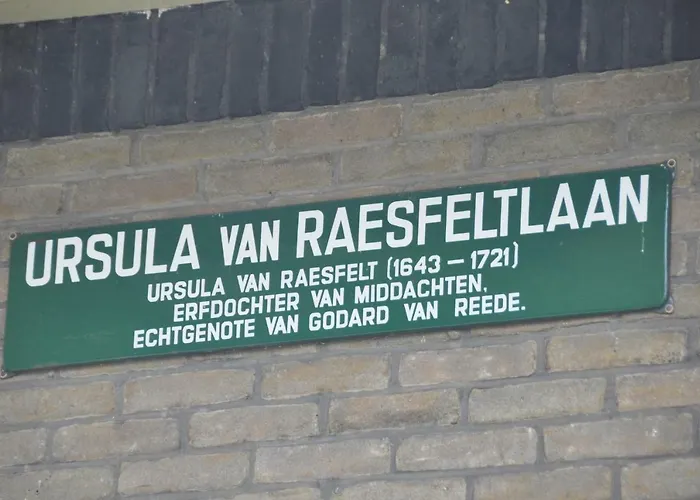 URSULA VAN RAESFELTLAAN
URSULA VAN RAESFELT (1643 – 1721)
ERFDOCHTER VAN MIDDACHTEN,
ECHTGENOTE VAN GODARD VAN REEDE.